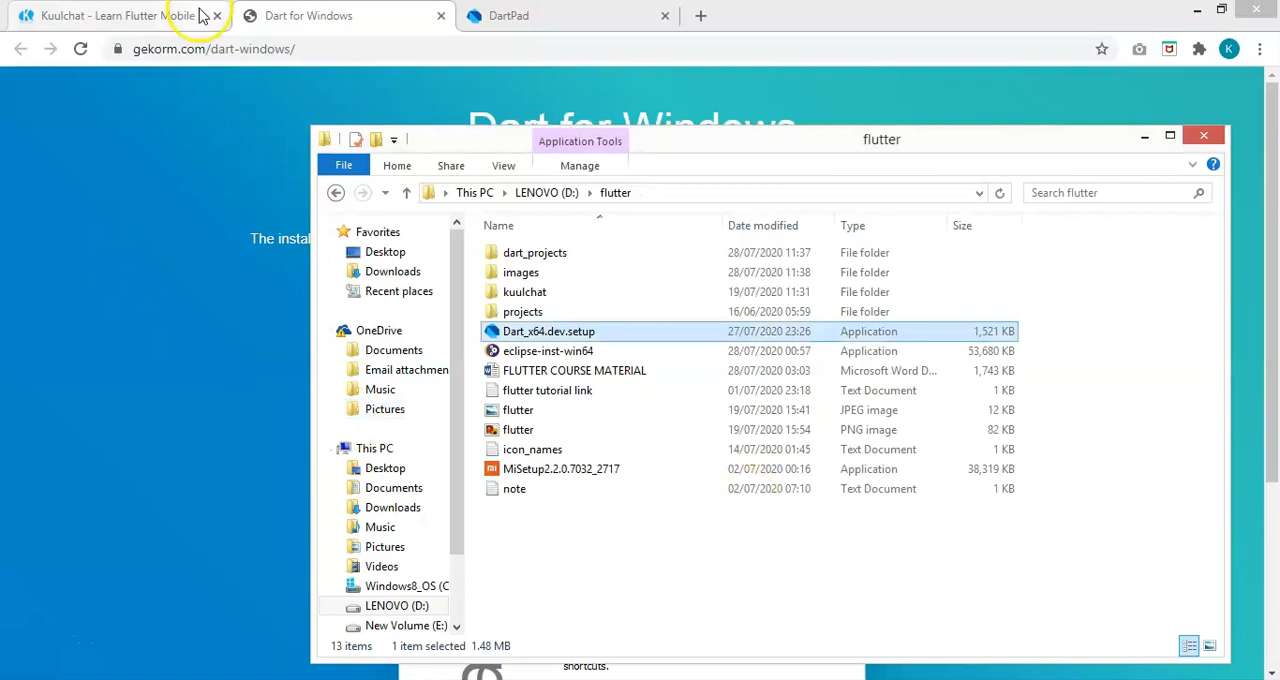 Kuulchat - Learn Flutter Mobile
Dart for Windows
DartPad
gekorm.com/dart-windows/
K
Dart for Windows
The instal
Application Tools
flutter
File
Home
Share
View
Manage
This PC
LENOVO (D:)
flutter
Search flutter
Name
Date modified
Type
Size
Favorites
Desktop
Downloads
Recent places
OneDrive
Documents
Email attachmen
Music
Pictures
This PC
Desktop
Documents
Downloads
Music
Pictures
Videos
Windows8_OS (C
LENOVO (D:)
New Volume (E:)
dart_projects 28/07/2020 11:37 File folder
images 28/07/2020 11:38 File folder
kuulchat 19/07/2020 11:31 File folder
projects 16/06/2020 05:59 File folder
Dart_x64.dev.setup 27/07/2020 23:26 Application 1,521 KB
eclipse-inst-win64 28/07/2020 00:57 Application 53,680 KB
FLUTTER COURSE MATERIAL 28/07/2020 03:03 Microsoft Word D... 1,743 KB
flutter tutorial link 01/07/2020 23:18 Text Document 1 KB
flutter 19/07/2020 15:41 JPEG image 12 KB
flutter 19/07/2020 15:54 PNG image 82 KB
icon_names 14/07/2020 01:45 Text Document 1 KB
MiSetup2.2.0.7032_2717 02/07/2020 00:16 Application 38,319 KB
note 02/07/2020 07:10 Text Document 1 KB
13 items 1 item selected 1.48 MB
shortcuts.